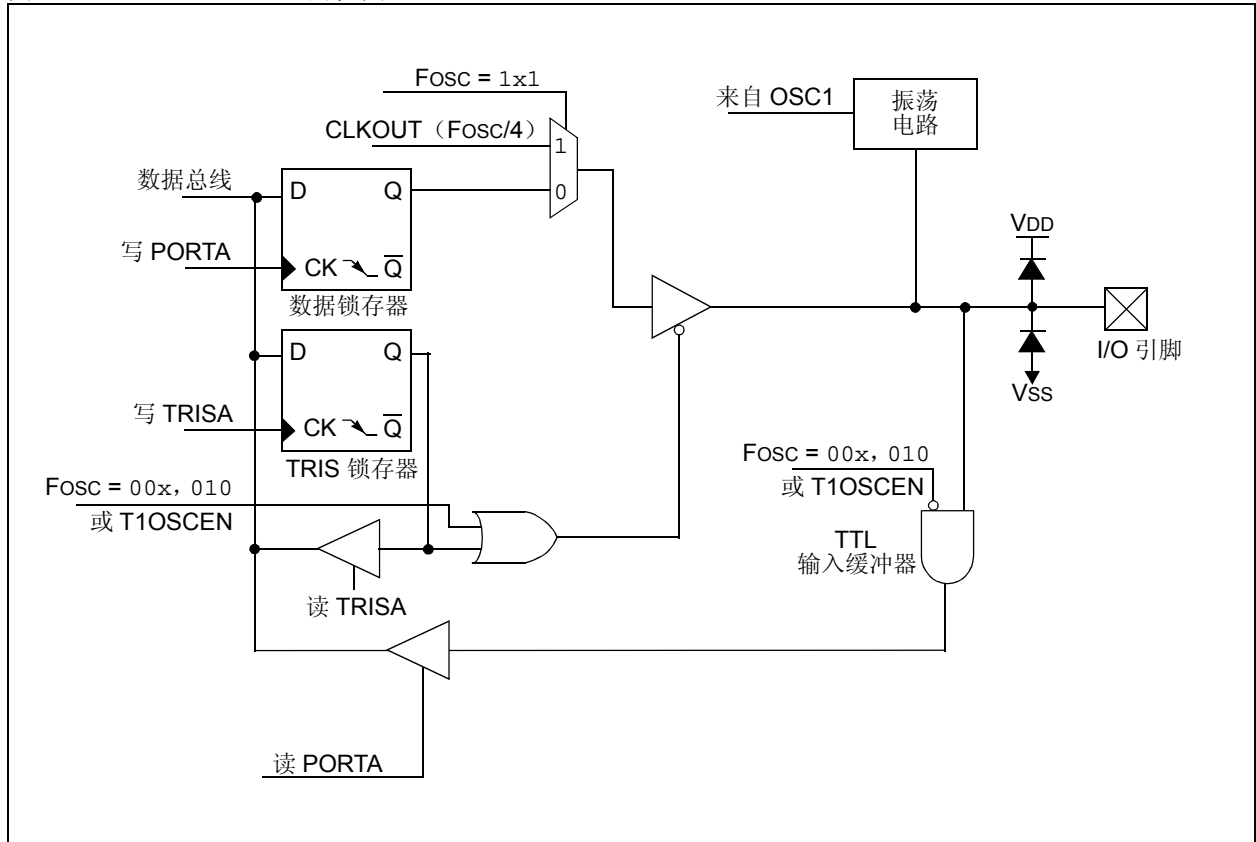 FOSC = 1x1
CLKOUT（FOSC/4）
1
0
来自 OSC1
振荡
电路
数据总线
D Q
写 PORTA
CK Q̅
数据锁存器
VDD
I/O 引脚
VSS
D Q
写 TRISA
CK Q̅
TRIS 锁存器
FOSC = 00x，010
或 T1OSCEN
FOSC = 00x，010
或 T1OSCEN
TTL
输入缓冲器
读 TRISA
读 PORTA